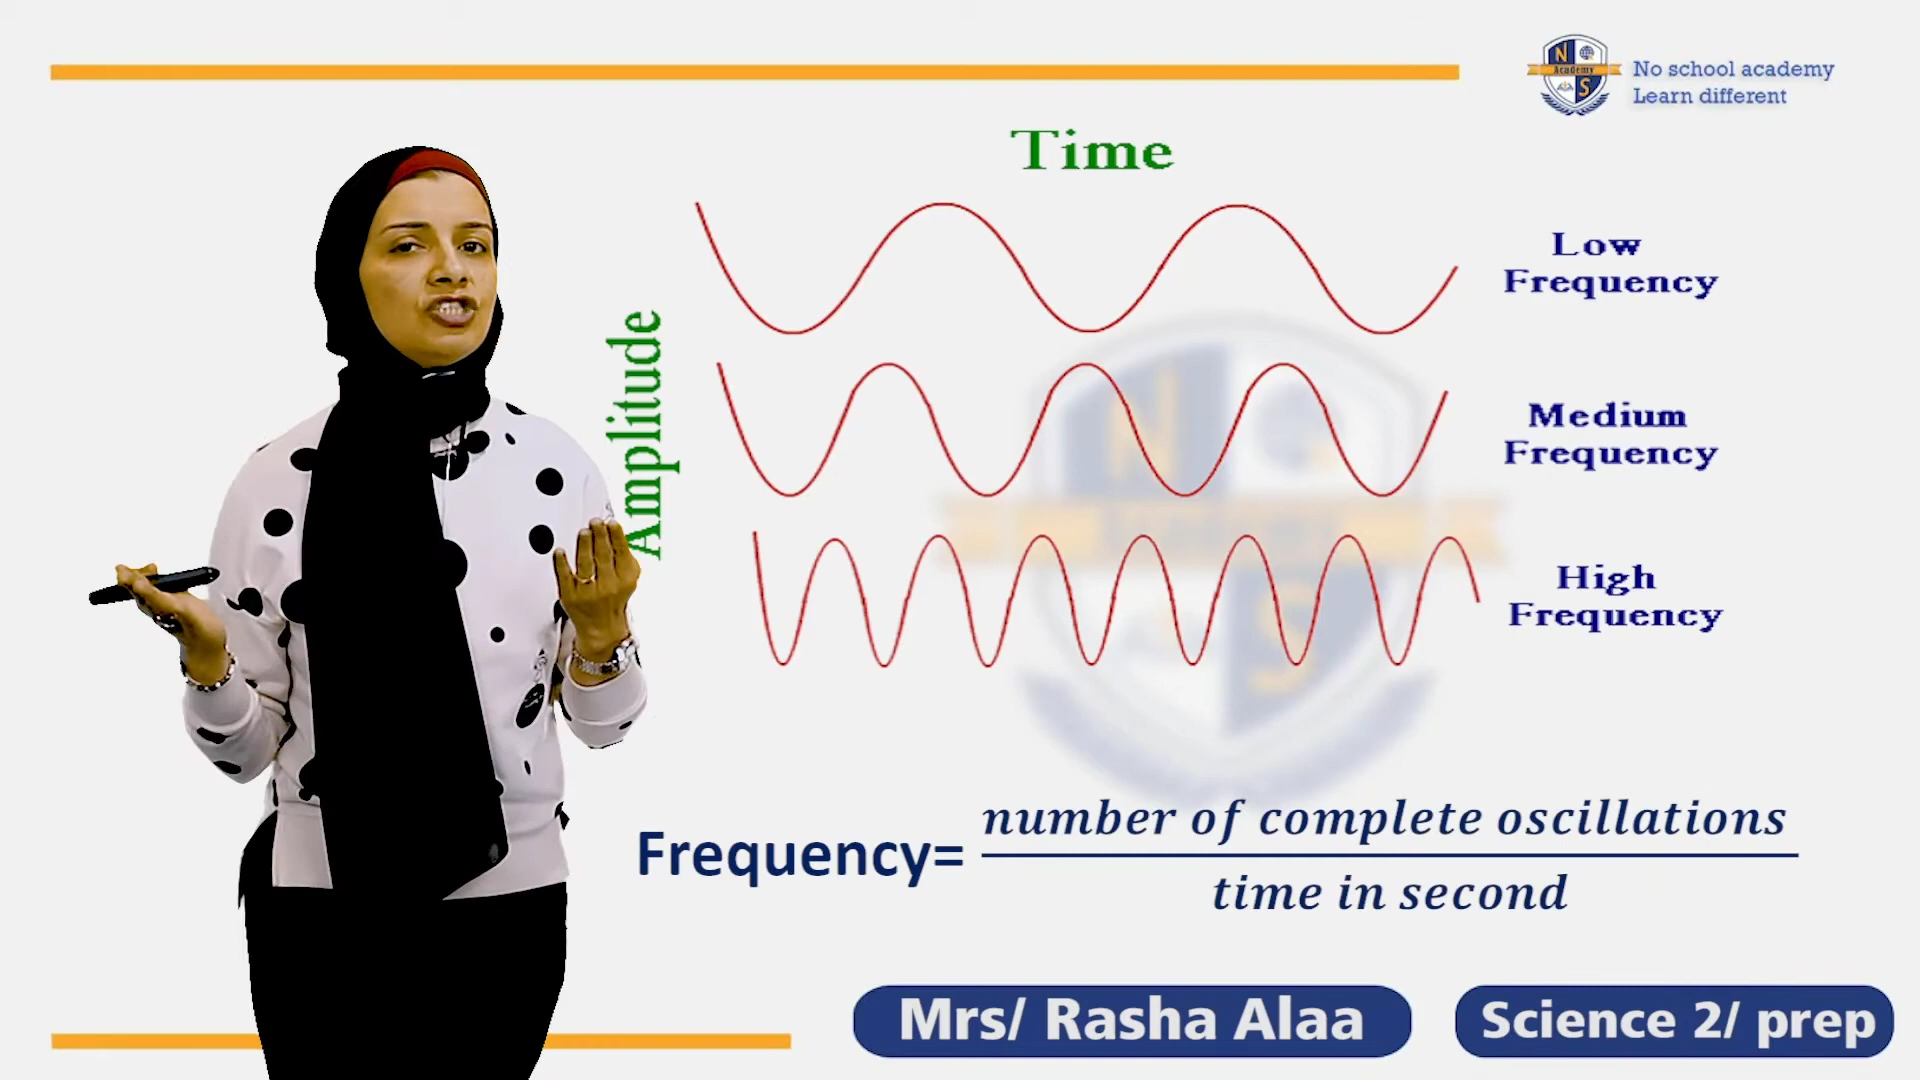 N
Academy
S
No school academy
Learn different
Time
Amplitude
Low
Frequency
Medium
Frequency
High
Frequency
N
S
Frequency= number of complete oscillations
time in second
Mrs/ Rasha Alaa
Science 2/ prep